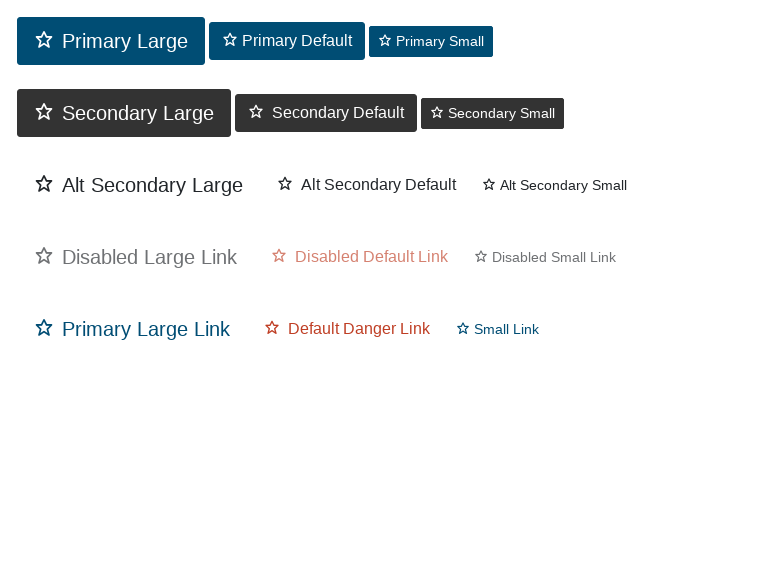 Primary Large Primary Default Primary Small
Secondary Large Secondary Default Secondary Small
Alt Secondary Large Alt Secondary Default Alt Secondary Small
Disabled Large Link Disabled Default Link Disabled Small Link
Primary Large Link Default Danger Link Small Link